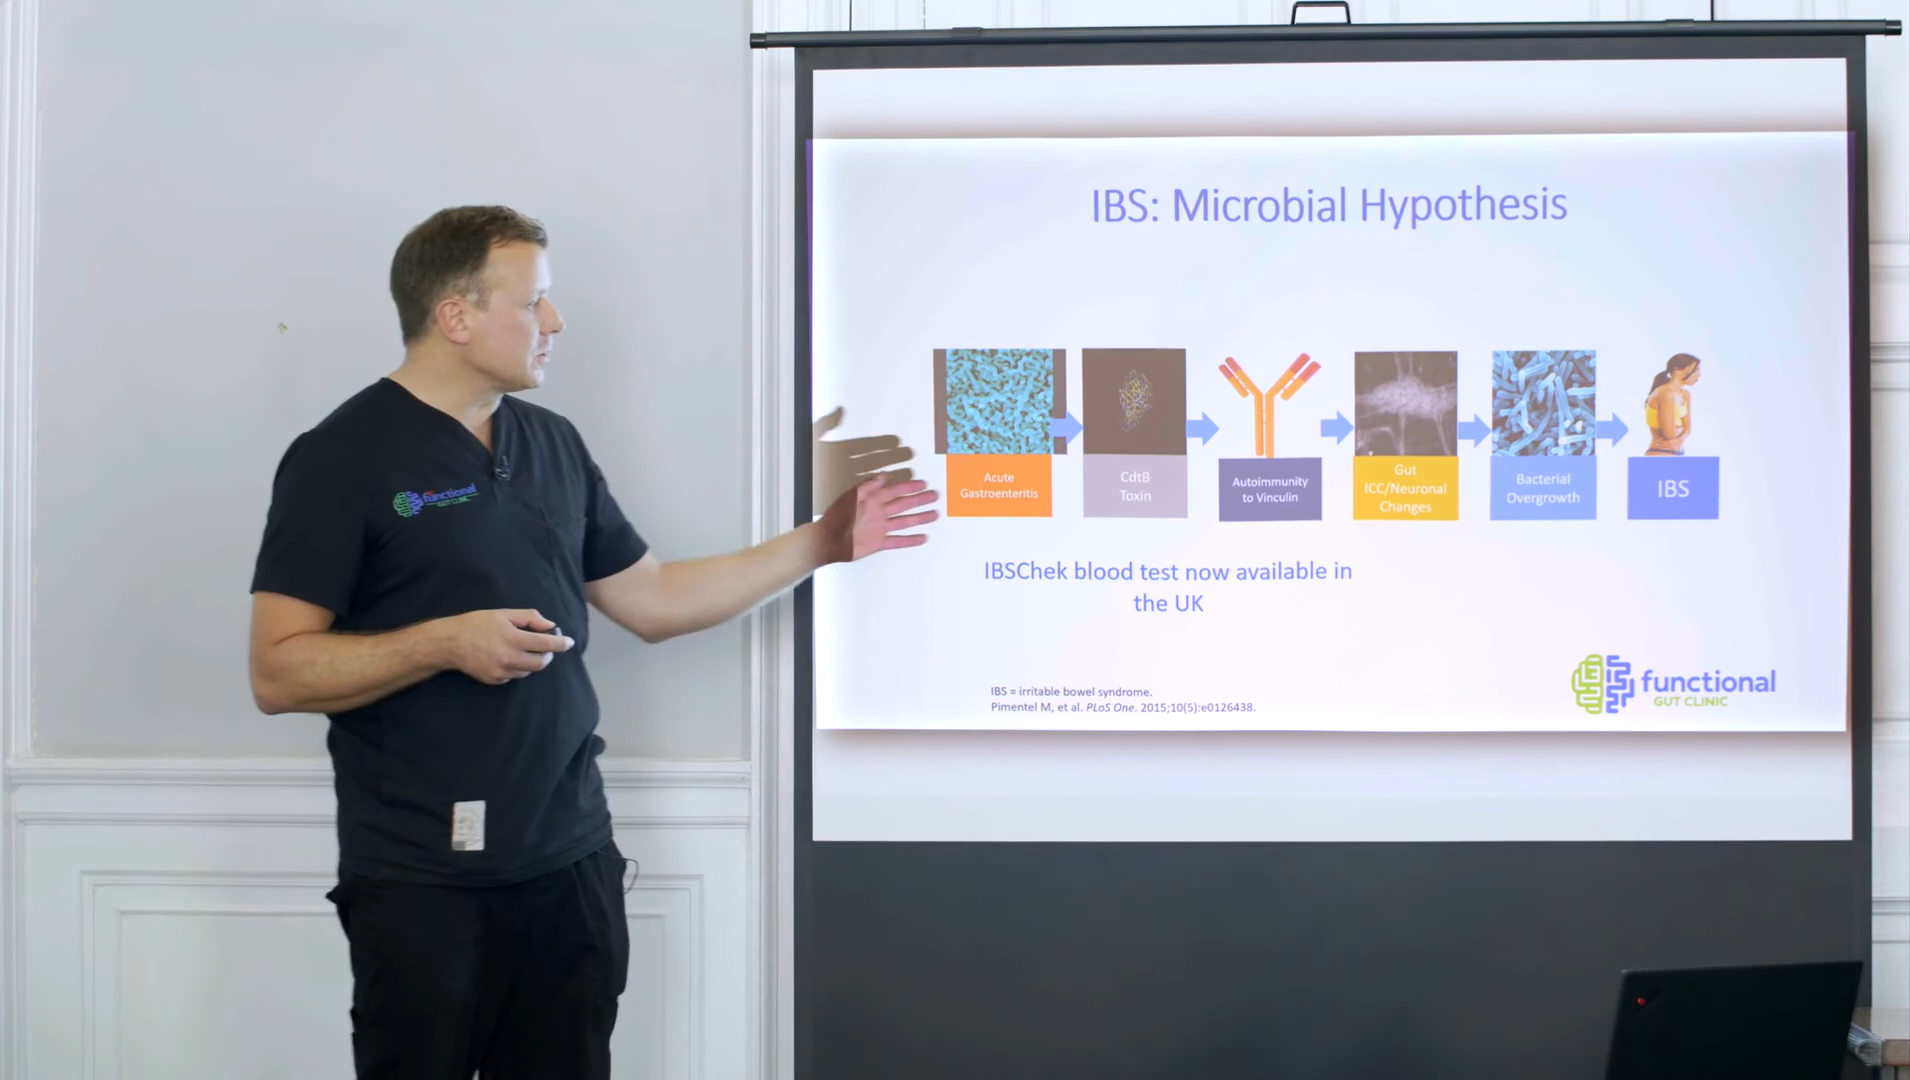 IBS: Microbial Hypothesis
Acute
Gastroenteritis
CdtB
Toxin
Autoimmunity
to Vinculin
Gut
ICC/Neuronal
Changes
Bacterial
Overgrowth
IBS
IBSChek blood test now available in
the UK
IBS = irritable bowel syndrome.
Pimentel M, et al. PLoS One. 2015;10(5):e0126438.
functional
GUT CLINIC
functional
GUT CLINIC